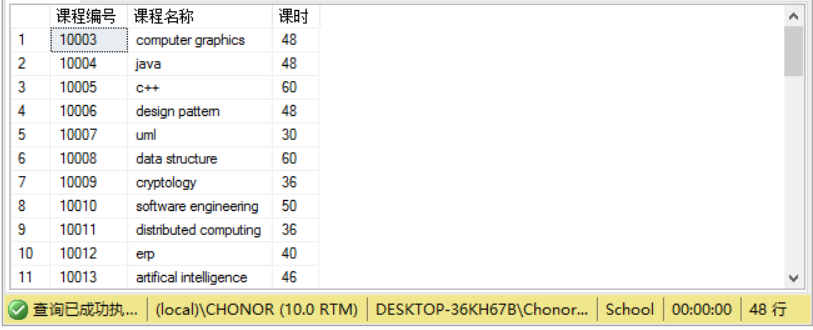 课程编号 课程名称 课时
1 10003 computer graphics 48
2 10004 java 48
3 10005 c++ 60
4 10006 design pattern 48
5 10007 uml 30
6 10008 data structure 60
7 10009 cryptology 36
8 10010 software engineering 50
9 10011 distributed computing 36
10 10012 erp 40
11 10013 artifical intelligence 46
查询已成功执... (local)\CHONOR (10.0 RTM) DESKTOP-36KH67B\Chonor... School 00:00:00 48 行